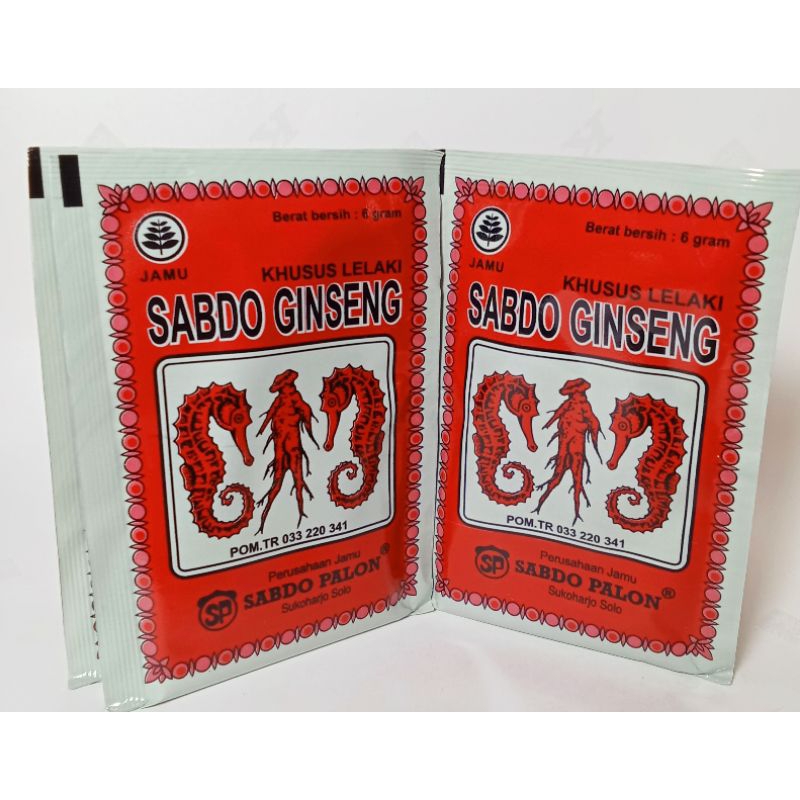 Berat bersih : 6 gram
JAMU
KHUSUS LELAKI
SABDO GINSENG
POM.TR 033 220 341
Perusahaan Jamu
SP SABDO PALON®
Sukoharjo Solo
Berat bersih : 6 gram
JAMU
KHUSUS LELAKI
SABDO GINSENG
POM.TR 033 220 341
Perusahaan Jamu
SP SABDO PALON®
Sukoharjo Solo